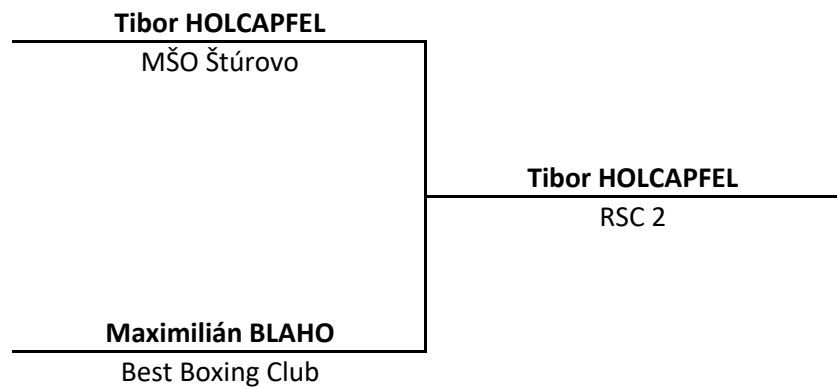 Tibor HOLCAPFEL
MŠO Štúrovo
Tibor HOLCAPFEL
RSC 2
Maximilián BLAHO
Best Boxing Club